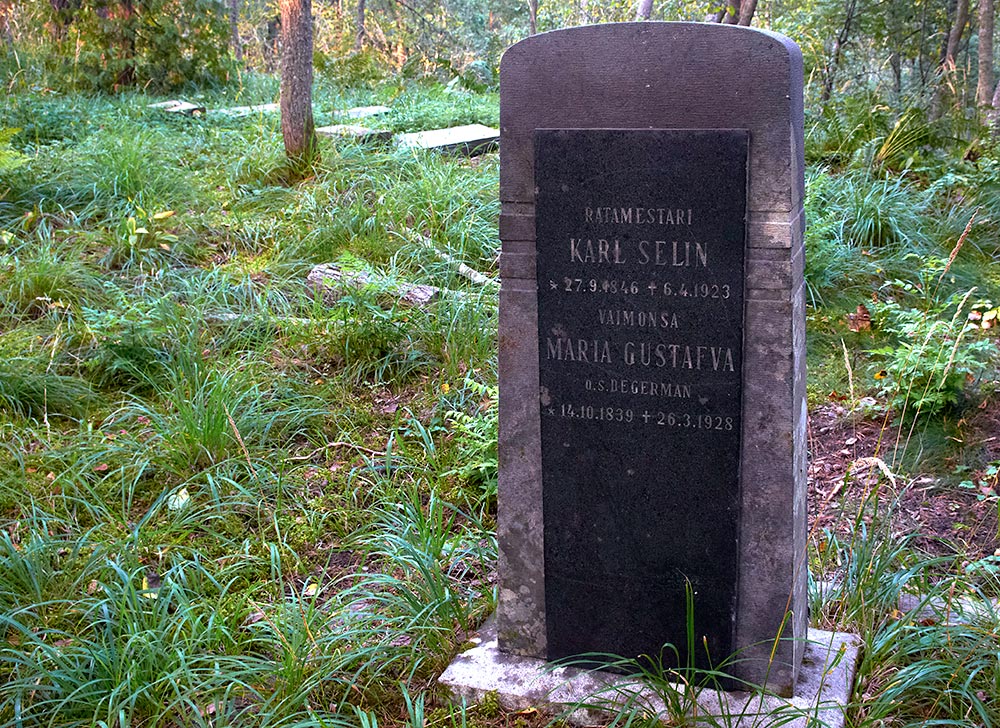 RATAMESTARI
KARL SELIN
* 27.9.1846 † 6.4.1923
VAIMONSA
MARIA GUSTAFVA
O.S. DEGERMAN
* 14.10.1839 † 26.3.1928